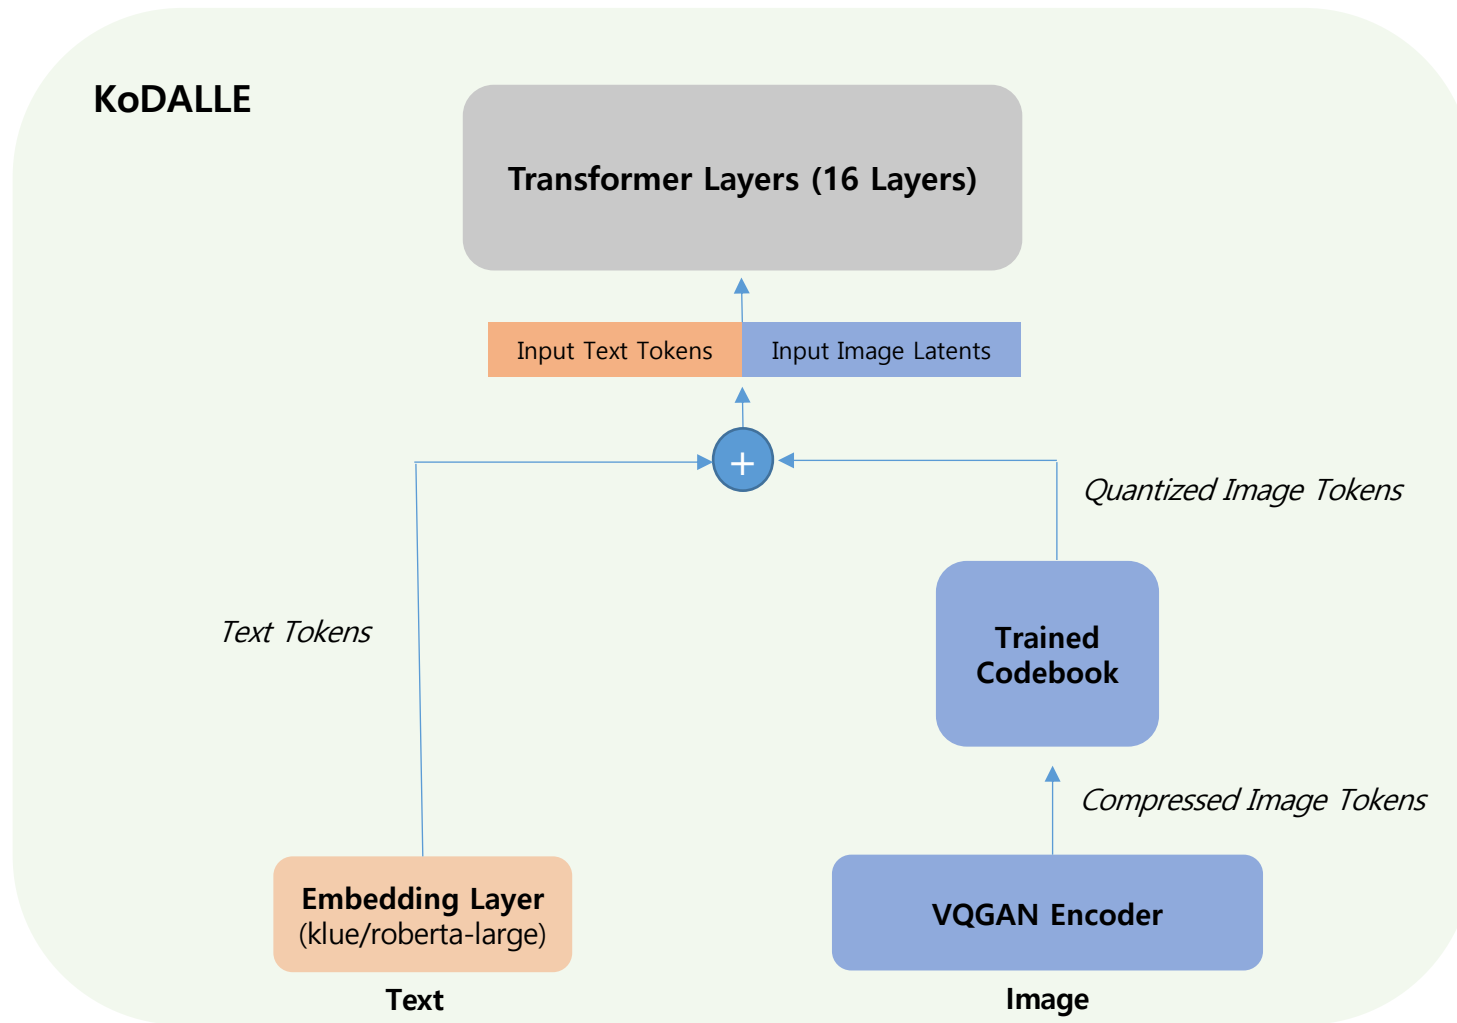 KoDALLE
Transformer Layers (16 Layers)
Input Text Tokens
Input Image Latents
+
Quantized Image Tokens
Text Tokens
Trained
Codebook
Compressed Image Tokens
Embedding Layer
(klue/roberta-large)
VQGAN Encoder
Text
Image